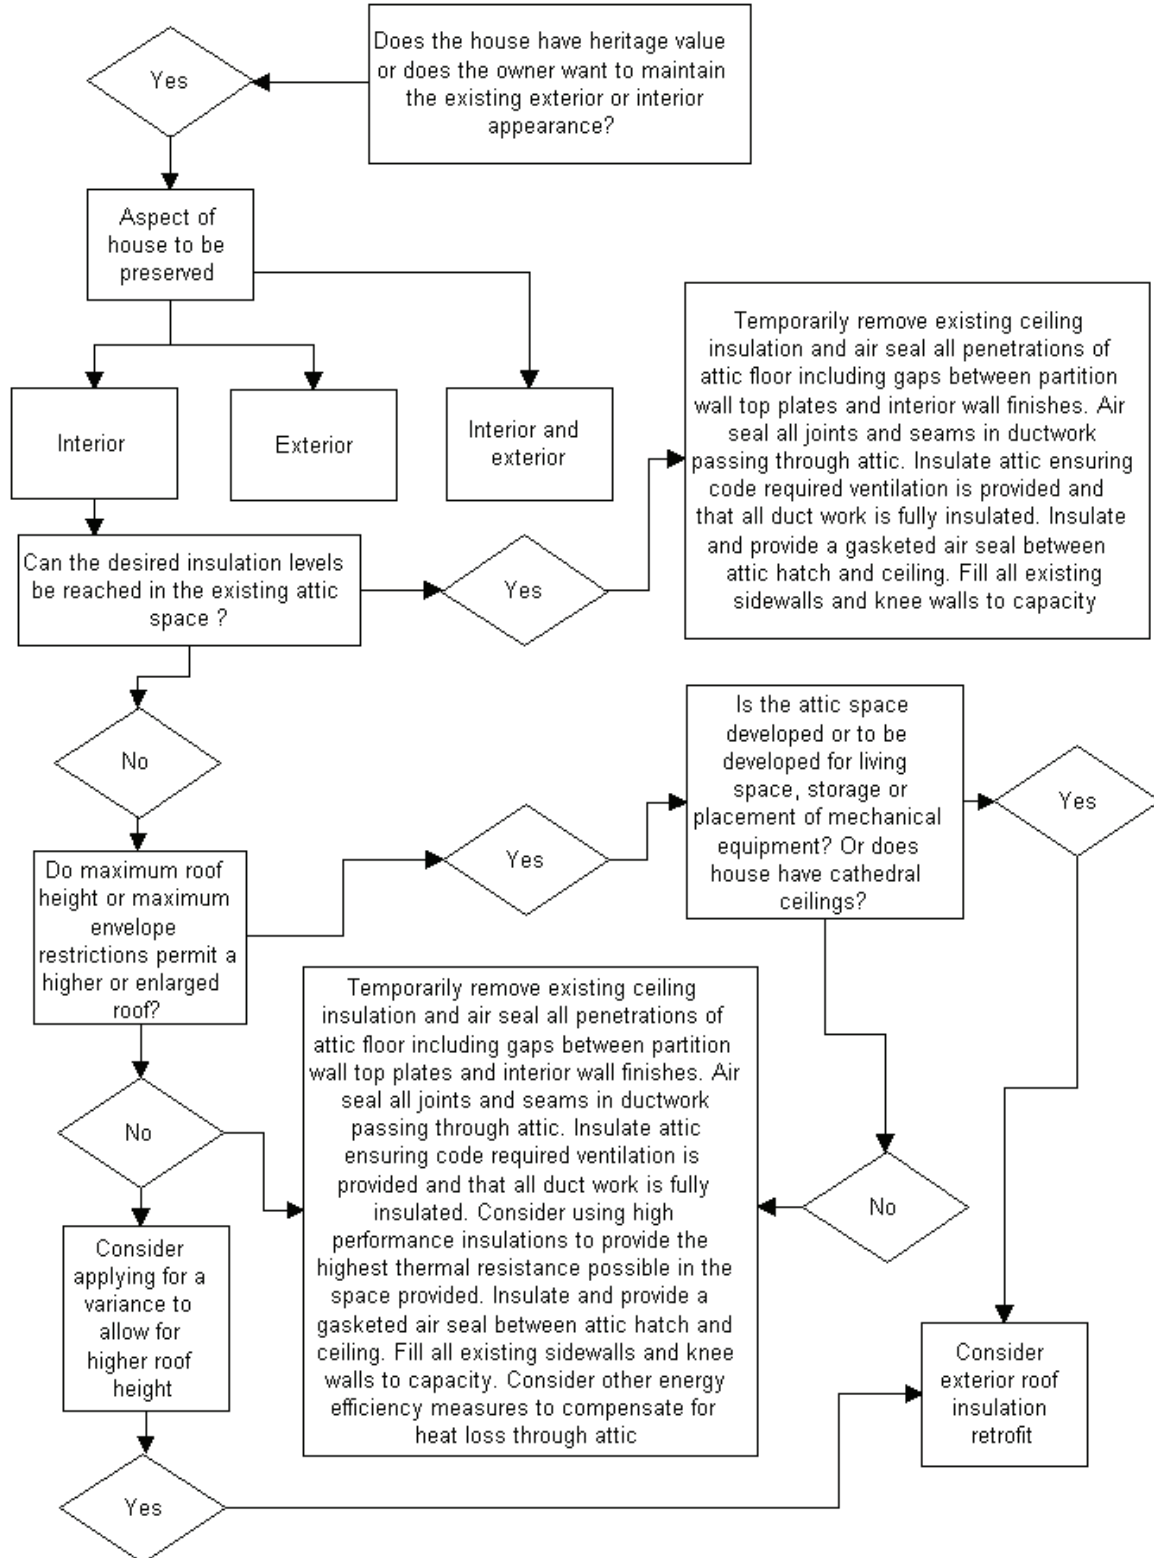 Does the house have heritage value
or does the owner want to maintain
the existing exterior or interior
appearance?
Yes
Aspect of
house to be
preserved
Interior
Exterior
Interior and
exterior
Can the desired insulation levels
be reached in the existing attic
space ?
Yes
Temporarily remove existing ceiling
insulation and air seal all penetrations of
attic floor including gaps between partition
wall top plates and interior wall finishes. Air
seal all joints and seams in ductwork
passing through attic. Insulate attic ensuring
code required ventilation is provided and
that all duct work is fully insulated. Insulate
and provide a gasketed air seal between
attic hatch and ceiling. Fill all existing
sidewalls and knee walls to capacity
No
Do maximum roof
height or maximum
envelope
restrictions permit a
higher or enlarged
roof?
Yes
Is the attic space
developed or to be
developed for living
space, storage or
placement of mechanical
equipment? Or does
house have cathedral
ceilings?
Yes
No
No
Temporarily remove existing ceiling
insulation and air seal all penetrations of
attic floor including gaps between partition
wall top plates and interior wall finishes. Air
seal all joints and seams in ductwork
passing through attic. Insulate attic
ensuring code required ventilation is
provided and that all duct work is fully
insulated. Consider using high
performance insulations to provide the
highest thermal resistance possible in the
space provided. Insulate and provide a
gasketed air seal between attic hatch and
ceiling. Fill all existing sidewalls and knee
walls to capacity. Consider other energy
efficiency measures to compensate for
heat loss through attic
Consider
applying for a
variance to
allow for
higher roof
height
Yes
Consider
exterior roof
insulation
retrofit